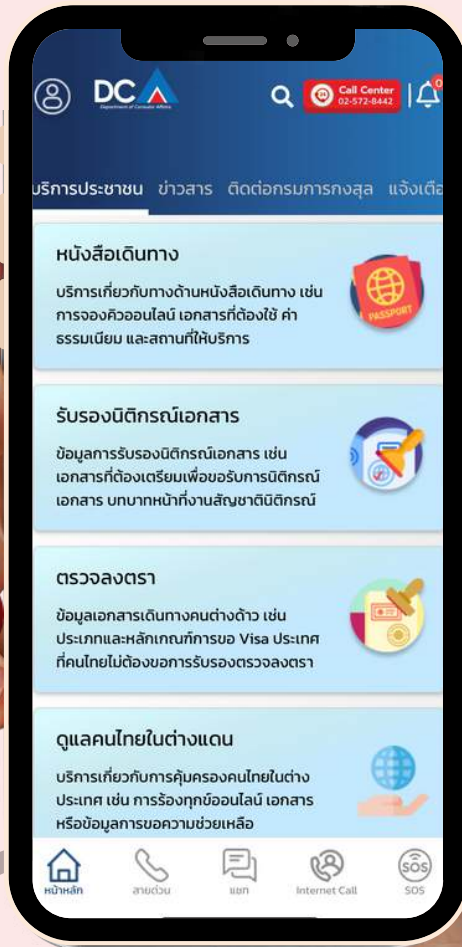 DCA
Department of Consular Affairs
Call Center
02-572-8442
0
บริการประชาชน ข่าวสาร ติดต่อกรมการกงสุล แจ้งเตือ
หนังสือเดินทาง
บริการเกี่ยวกับทางด้านหนังสือเดินทาง เช่น
การจองคิวออนไลน์ เอกสารที่ต้องใช้ ค่า
ธรรมเนียม และสถานที่ให้บริการ
PASSPORT
รับรองนิติกรณ์เอกสาร
ข้อมูลการรับรองนิติกรณ์เอกสาร เช่น
เอกสารที่ต้องเตรียมเพื่อขอรับการนิติกรณ์
เอกสาร บทบาทหน้าที่งานสัญชาตินิติกรณ์
ตรวจลงตรา
ข้อมูลเอกสารเดินทางคนต่างด้าว เช่น
ประเภทและหลักเกณฑ์การขอ Visa ประเทศ
ที่คนไทยไม่ต้องขอการรับรองตรวจลงตรา
ดูแลคนไทยในต่างแดน
บริการเกี่ยวกับการคุ้มครองคนไทยในต่าง
ประเทศ เช่น การร้องทุกข์ออนไลน์ เอกสาร
หรือข้อมูลการขอความช่วยเหลือ
SOS
หน้าหลัก สายด่วน แชท Internet Call SOS